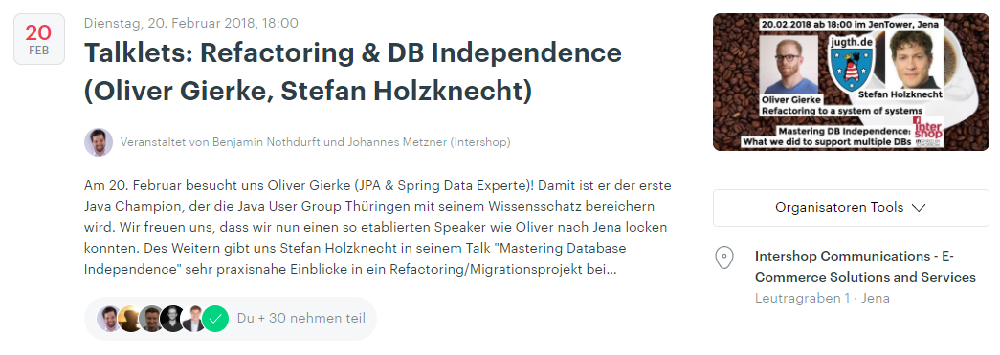 20
FEB
Dienstag, 20. Februar 2018, 18:00
Talklets: Refactoring & DB Independence
(Oliver Gierke, Stefan Holzknecht)
Veranstaltet von Benjamin Nothdurft und Johannes Metzner (Intershop)
Am 20. Februar besucht uns Oliver Gierke (JPA & Spring Data Experte)! Damit ist er der erste
Java Champion, der die Java User Group Thüringen mit seinem Wissensschatz bereichern
wird. Wir freuen uns, dass wir nun einen so etablierten Speaker wie Oliver nach Jena locken
konnten. Des Weitern gibt uns Stefan Holzknecht in seinem Talk "Mastering Database
Independence" sehr praxisnahe Einblicke in ein Refactoring/Migrationsprojekt bei...
Du + 30 nehmen teil
20.02.2018 ab 18:00 im JenTower, Jena
jugth.de
Stefan Holzknecht
Oliver Gierke
Refactoring to a system of systems
Mastering DB Independence:
What we did to support multiple DBs
inter
shop
Organisatoren Tools
Intershop Communications - E-
Commerce Solutions and Services
Leutragraben 1 · Jena